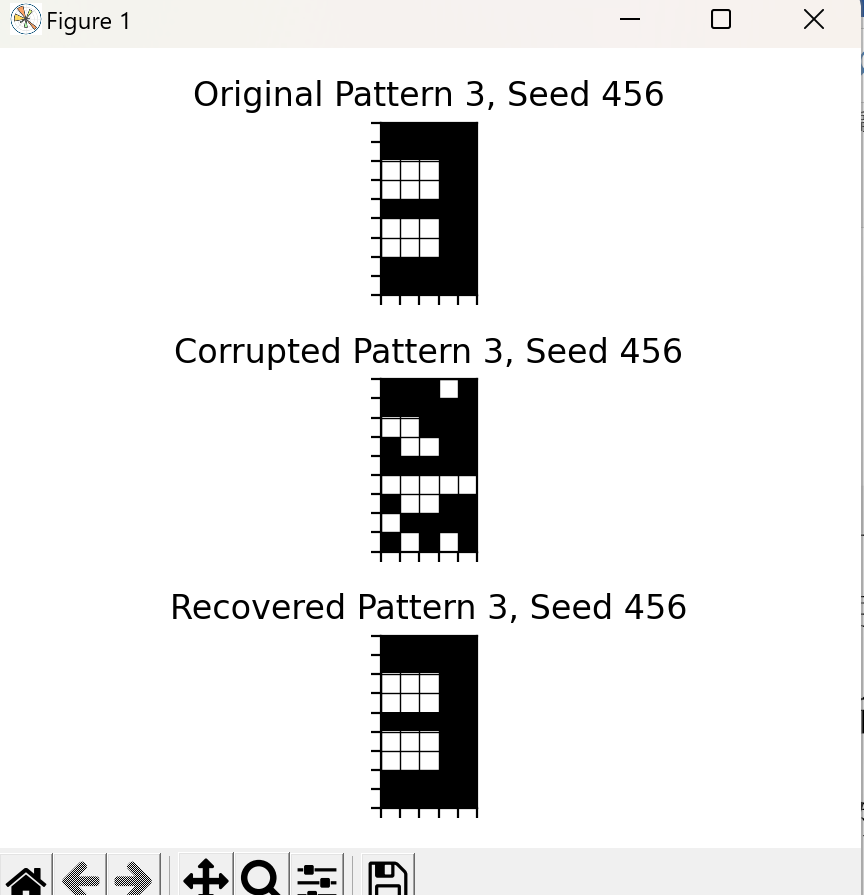 Figure 1
Original Pattern 3, Seed 456
Corrupted Pattern 3, Seed 456
Recovered Pattern 3, Seed 456